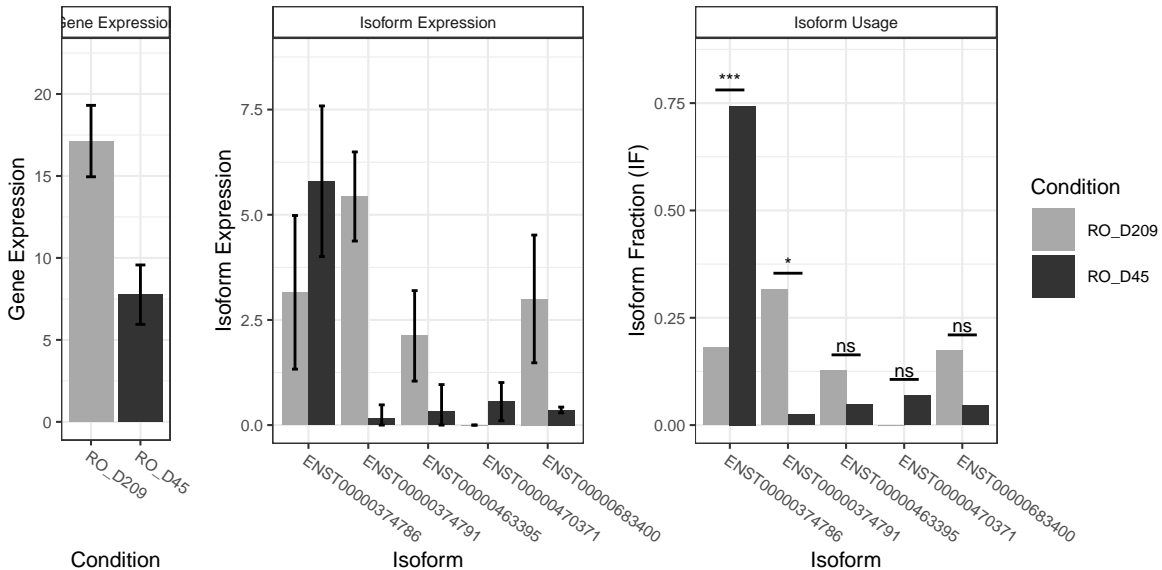 Gene Expression
Isoform Expression
Isoform Usage
Gene Expression
20
15
10
5
0
RO_D209
RO_D45
Condition
Isoform Expression
7.5
5.0
2.5
0.0
ENST00000374786
ENST00000374791
ENST00000463395
ENST00000470371
ENST00000683400
Isoform
Isoform Fraction (IF)
0.75
0.50
0.25
0.00
***
*
ns
ns
ns
ENST00000374786
ENST00000374791
ENST00000463395
ENST00000470371
ENST00000683400
Isoform
Condition
RO_D209
RO_D45